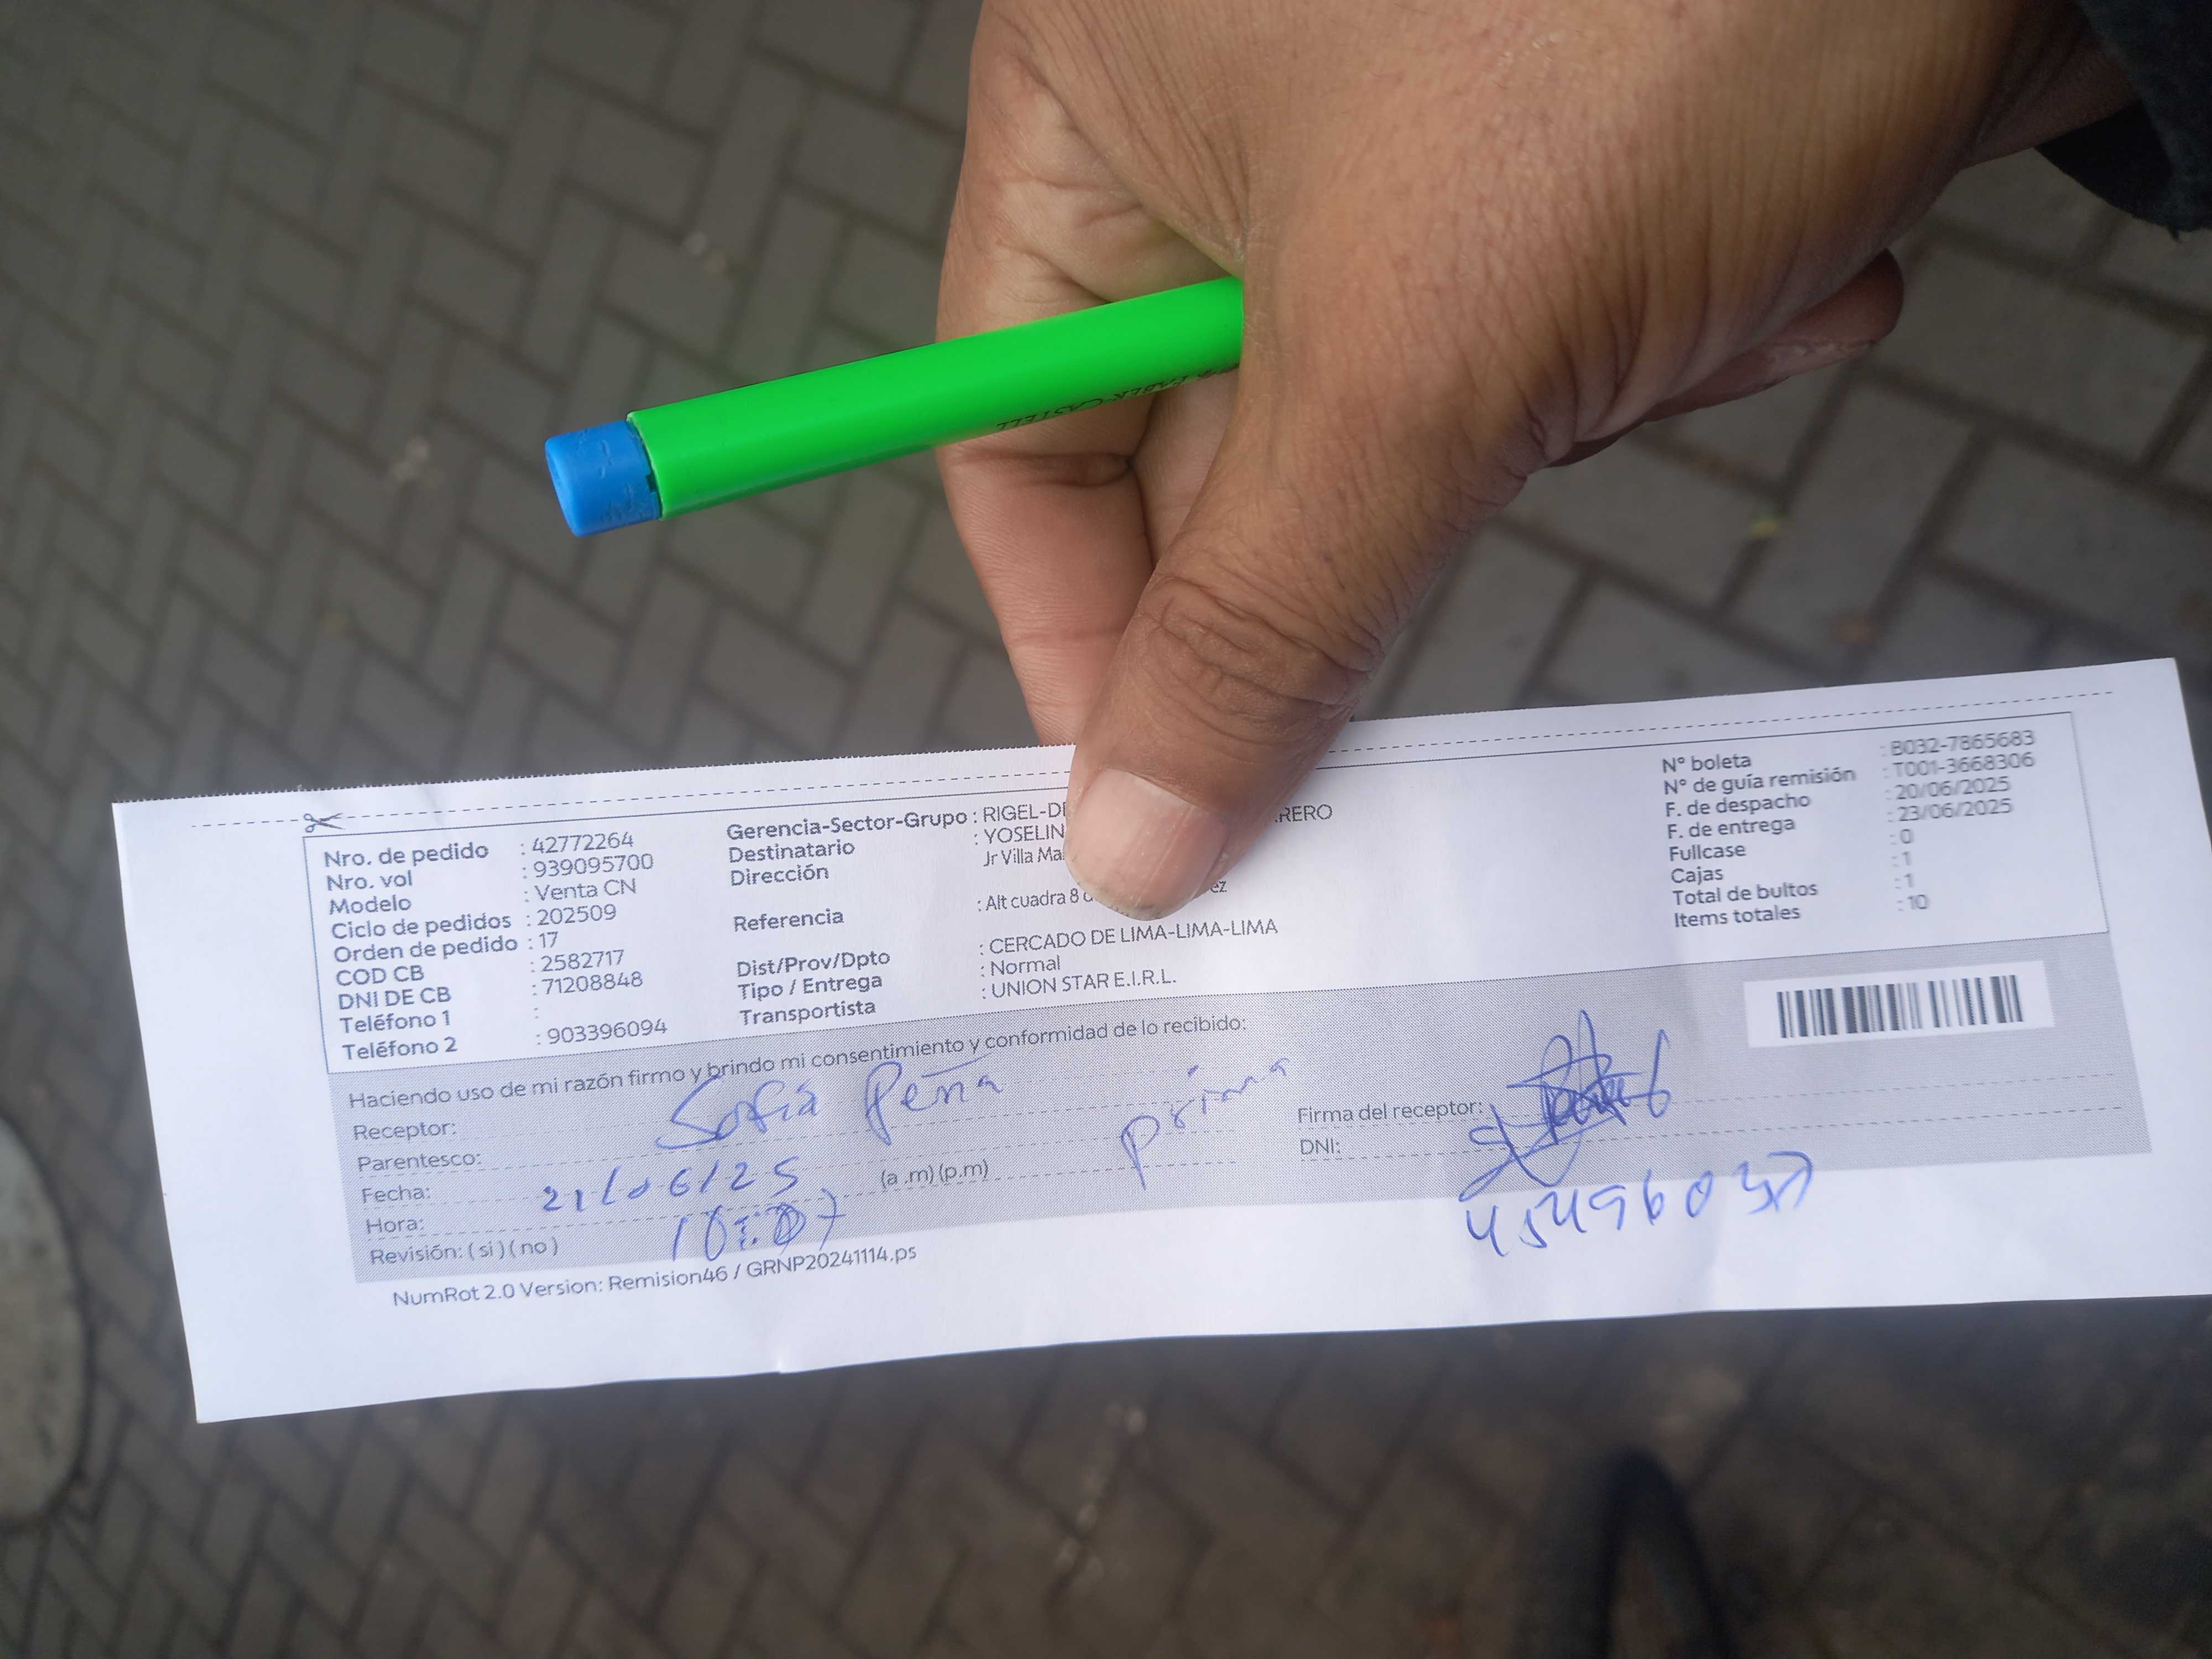 FABER-CASTELL
Nro. de pedido : 42772264
Nro. vol : 939095700
Modelo : Venta CN
Ciclo de pedidos : 202509
Orden de pedido : 17
COD CB : 2582717
DNI DE CB : 71208848
Teléfono 1 :
Teléfono 2 : 903396094
Gerencia-Sector-Grupo : RIGEL-
Destinatario : YOSELIN RERO
Dirección Jr Villa
Referencia : Alt cuadra 8
Dist/Prov/Dpto : CERCADO DE LIMA-LIMA-LIMA
Tipo / Entrega : Normal
Transportista : UNION STAR E.I.R.L.
N° boleta : B032-7865683
N° de guía remisión : T001-3668306
F. de despacho : 20/06/2025
F. de entrega : 23/06/2025
Fullcase : 0
Cajas : 1
Total de bultos : 1
Items totales : 10
Haciendo uso de mi razón firmo y brindo mi consentimiento y conformidad de lo recibido:
Receptor: Sofia Peña
Parentesco: prima
Fecha: 21/06/25 (a .m) (p.m)
Hora:
Revisión: ( si ) ( no )
Firma del receptor:
DNI:
NumRot 2.0 Version: Remision46 / GRNP20241114.ps